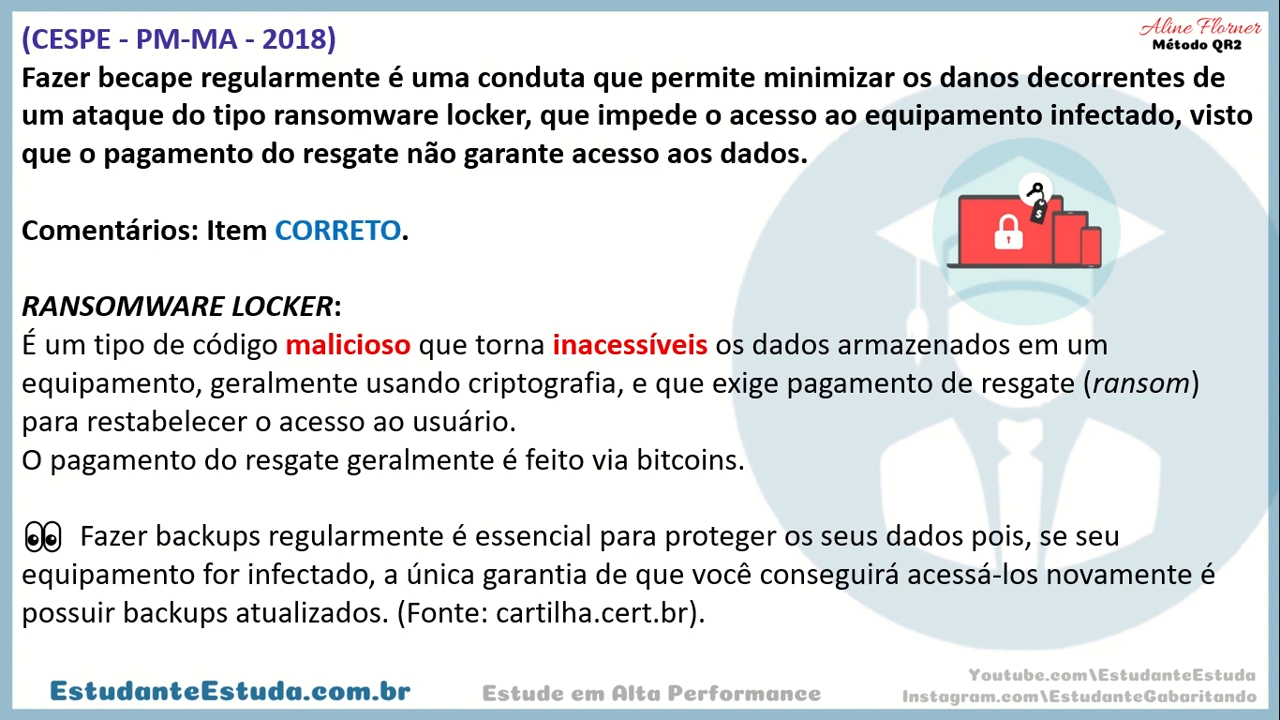 (CESPE - PM-MA - 2018)
Aline Florner
Método QR2
Fazer becape regularmente é uma conduta que permite minimizar os danos decorrentes de
um ataque do tipo ransomware locker, que impede o acesso ao equipamento infectado, visto
que o pagamento do resgate não garante acesso aos dados.
Comentários: Item CORRETO.
$
RANSOMWARE LOCKER:
É um tipo de código malicioso que torna inacessíveis os dados armazenados em um
equipamento, geralmente usando criptografia, e que exige pagamento de resgate (ransom)
para restabelecer o acesso ao usuário.
O pagamento do resgate geralmente é feito via bitcoins.
👀 Fazer backups regularmente é essencial para proteger os seus dados pois, se seu
equipamento for infectado, a única garantia de que você conseguirá acessá-los novamente é
possuir backups atualizados. (Fonte: cartilha.cert.br).
EstudanteEstuda.com.br
Estude em Alta Performance
Youtube.com\EstudanteEstuda
Instagram.com\EstudanteGabaritando